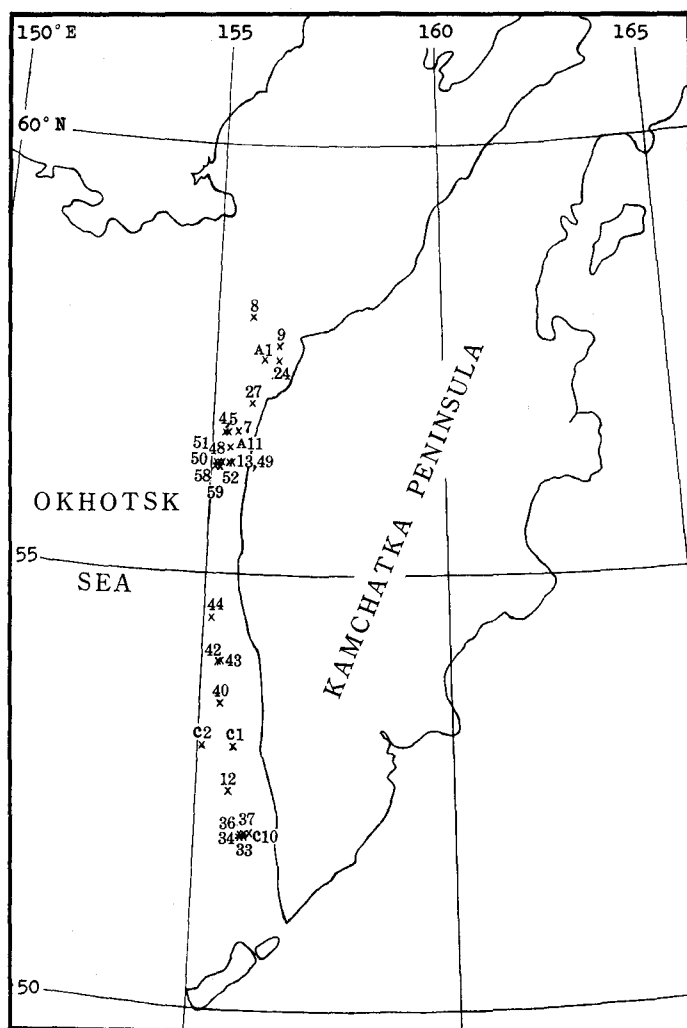 150°E 155 160 165
60°N
8
9
A1
24
27
45 7
51 48 A11
50 13,49
58 52
59
OKHOTSK
SEA
KAMCHATKA PENINSULA
55
44
42 43
40
C2 C1
12
36 37
34 C10
33
50